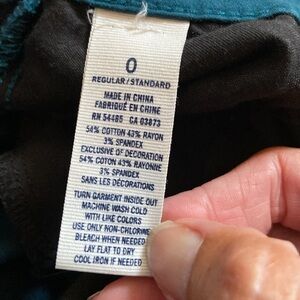 0
REGULAR/STANDARD
MADE IN CHINA
FABRIQUÉ EN CHINE
RN 54485 CA 03873
54% COTTON 43% RAYON
3% SPANDEX
EXCLUSIVE OF DECORATION
54% COTON 43% RAYONNE
3% SPANDEX
SANS LES DÉCORATIONS
TURN GARMENT INSIDE OUT
MACHINE WASH COLD
WITH LIKE COLORS
USE ONLY NON-CHLORINE
BLEACH WHEN NEEDED
LAY FLAT TO DRY
COOL IRON IF NEEDED